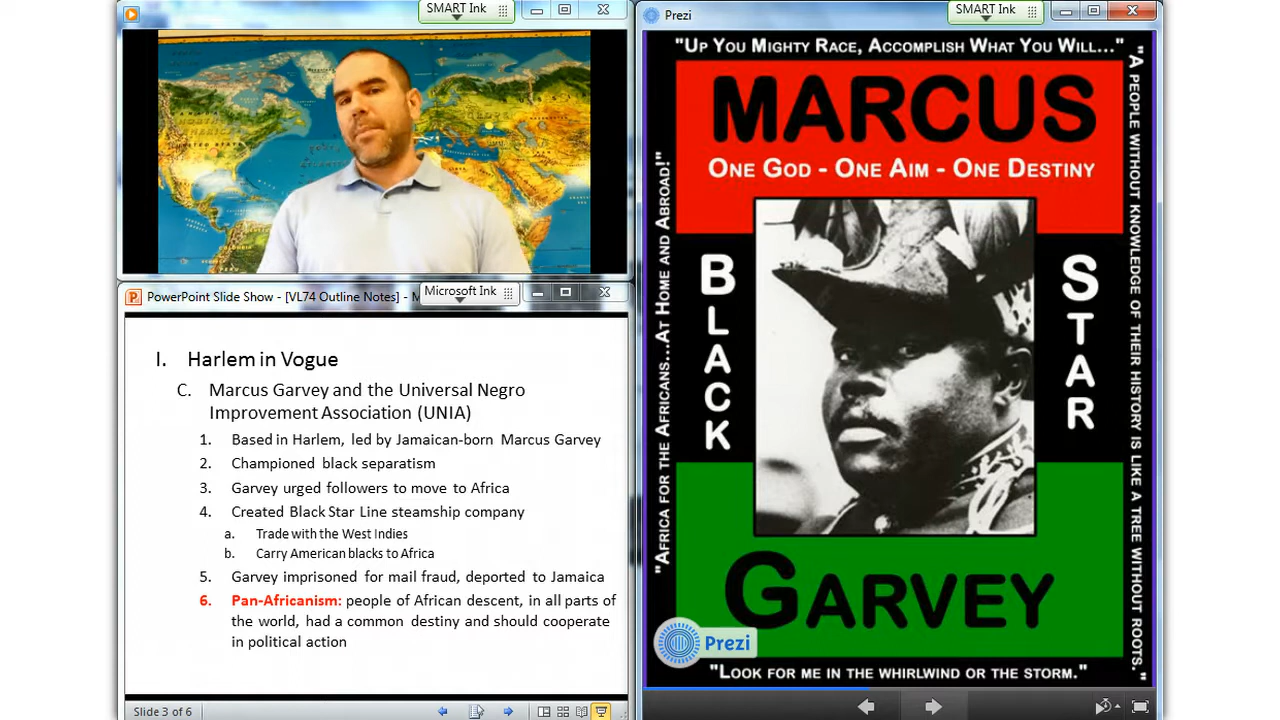 SMART Ink
Prezi
SMART Ink
PowerPoint Slide Show - [VL74 Outline Notes] - M
Microsoft Ink
I. Harlem in Vogue
C. Marcus Garvey and the Universal Negro
Improvement Association (UNIA)
1. Based in Harlem, led by Jamaican-born Marcus Garvey
2. Championed black separatism
3. Garvey urged followers to move to Africa
4. Created Black Star Line steamship company
a. Trade with the West Indies
b. Carry American blacks to Africa
5. Garvey imprisoned for mail fraud, deported to Jamaica
6. Pan-Africanism: people of African descent, in all parts of
the world, had a common destiny and should cooperate
in political action
Slide 3 of 6
"Up You Mighty Race, Accomplish What You Will..."
MARCUS
One God - One Aim - One Destiny
"Africa for the Africans...At Home and Abroad!"
Black
Star
"A people without knowledge of their history is like a tree without roots."
Garvey
Prezi
"Look for me in the whirlwind or the storm."